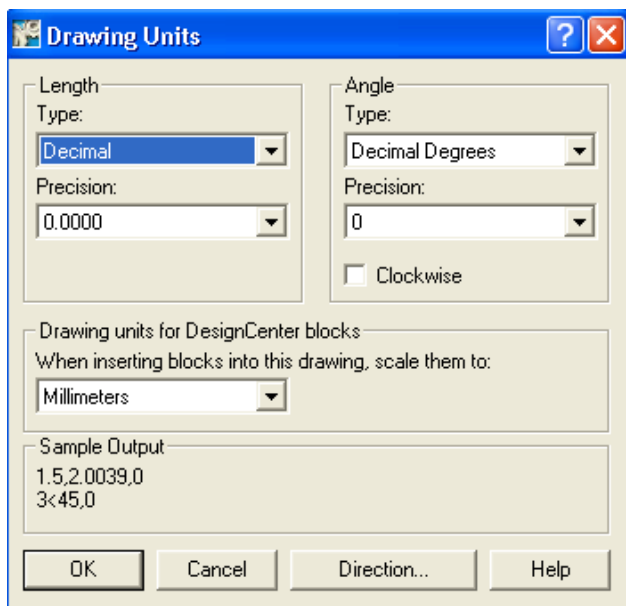 Drawing Units
Length
Type:
Decimal
Precision:
0.0000
Angle
Type:
Decimal Degrees
Precision:
0
Clockwise
Drawing units for DesignCenter blocks
When inserting blocks into this drawing, scale them to:
Millimeters
Sample Output
1.5,2.0039,0
3<45,0
OK Cancel Direction... Help